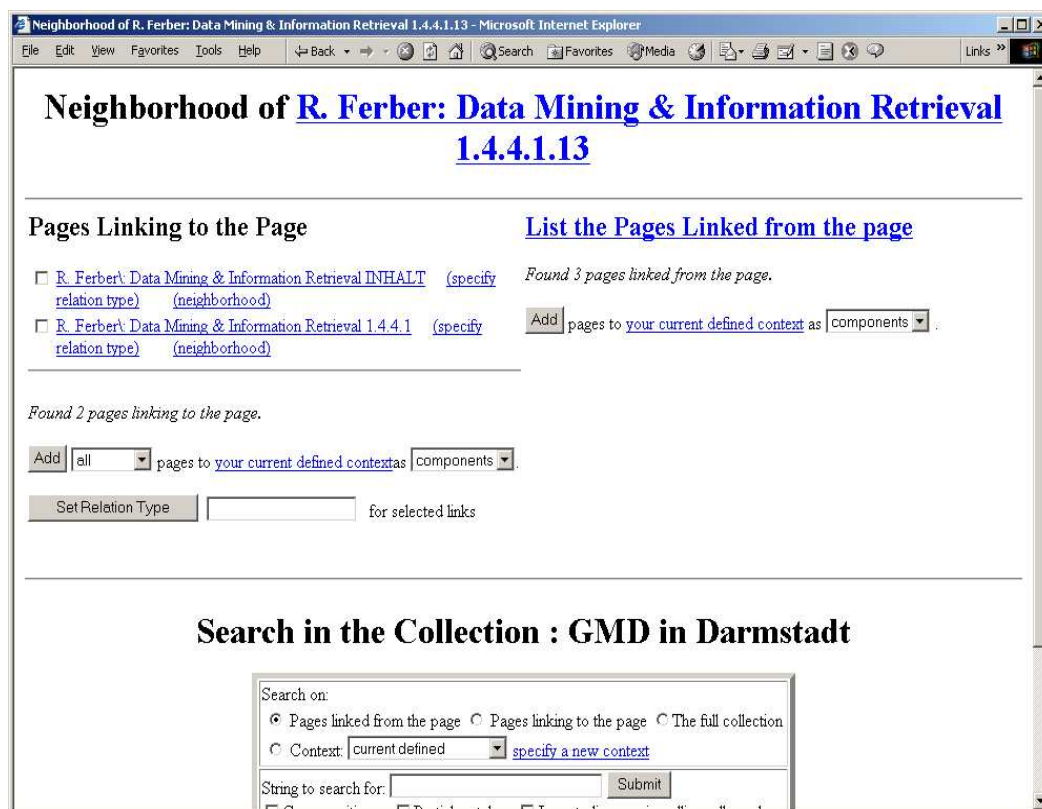 Neighborhood of R. Ferber: Data Mining & Information Retrieval 1.4.4.1.13 - Microsoft Internet Explorer
File Edit View Favorites Tools Help Back Search Favorites Media Links »
Neighborhood of R. Ferber: Data Mining & Information Retrieval
1.4.4.1.13
Pages Linking to the Page
R. Ferber\: Data Mining & Information Retrieval INHALT (specify
relation type) (neighborhood)
R. Ferber\: Data Mining & Information Retrieval 1.4.4.1 (specify
relation type) (neighborhood)
Found 2 pages linking to the page.
Add all pages to your current defined contextas components .
Set Relation Type for selected links
List the Pages Linked from the page
Found 3 pages linked from the page.
Add pages to your current defined context as components .
Search in the Collection : GMD in Darmstadt
Search on:
Pages linked from the page Pages linking to the page The full collection
Context: current defined specify a new context
String to search for: Submit